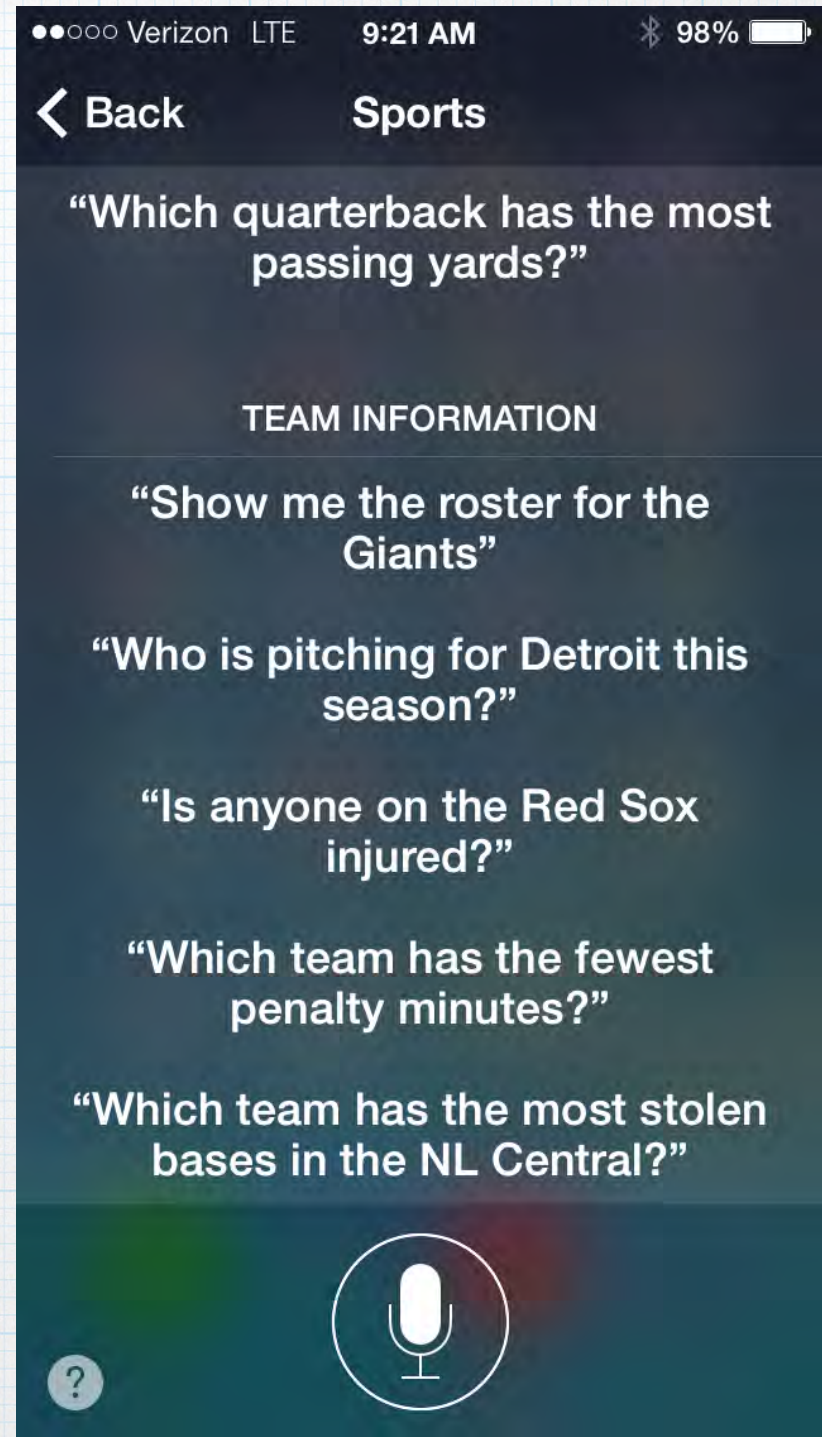 Verizon LTE 9:21 AM 98%
Back Sports
“Which quarterback has the most
passing yards?”
TEAM INFORMATION
“Show me the roster for the
Giants”
“Who is pitching for Detroit this
season?”
“Is anyone on the Red Sox
injured?”
“Which team has the fewest
penalty minutes?”
“Which team has the most stolen
bases in the NL Central?”
?